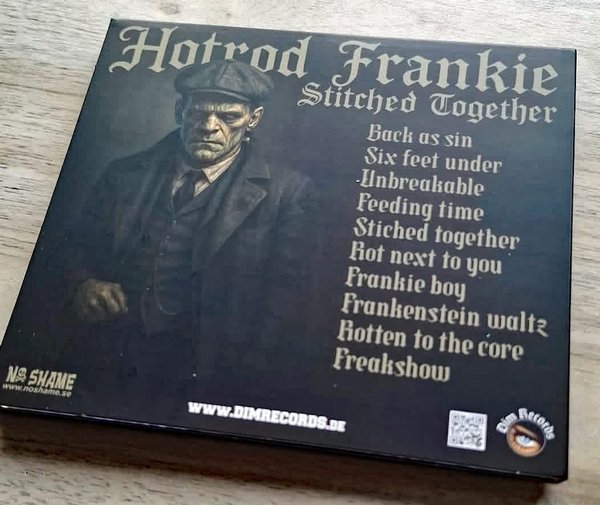 Hotrod Frankie
Stitched Together
Back as sin
Six feet under
Unbreakable
Feeding time
Stiched together
Rot next to you
Frankie boy
Frankenstein waltz
Rotten to the core
Freakshow
NO SHAME
www.noshame.se
WWW.DIMRECORDS.DE
Dim Records